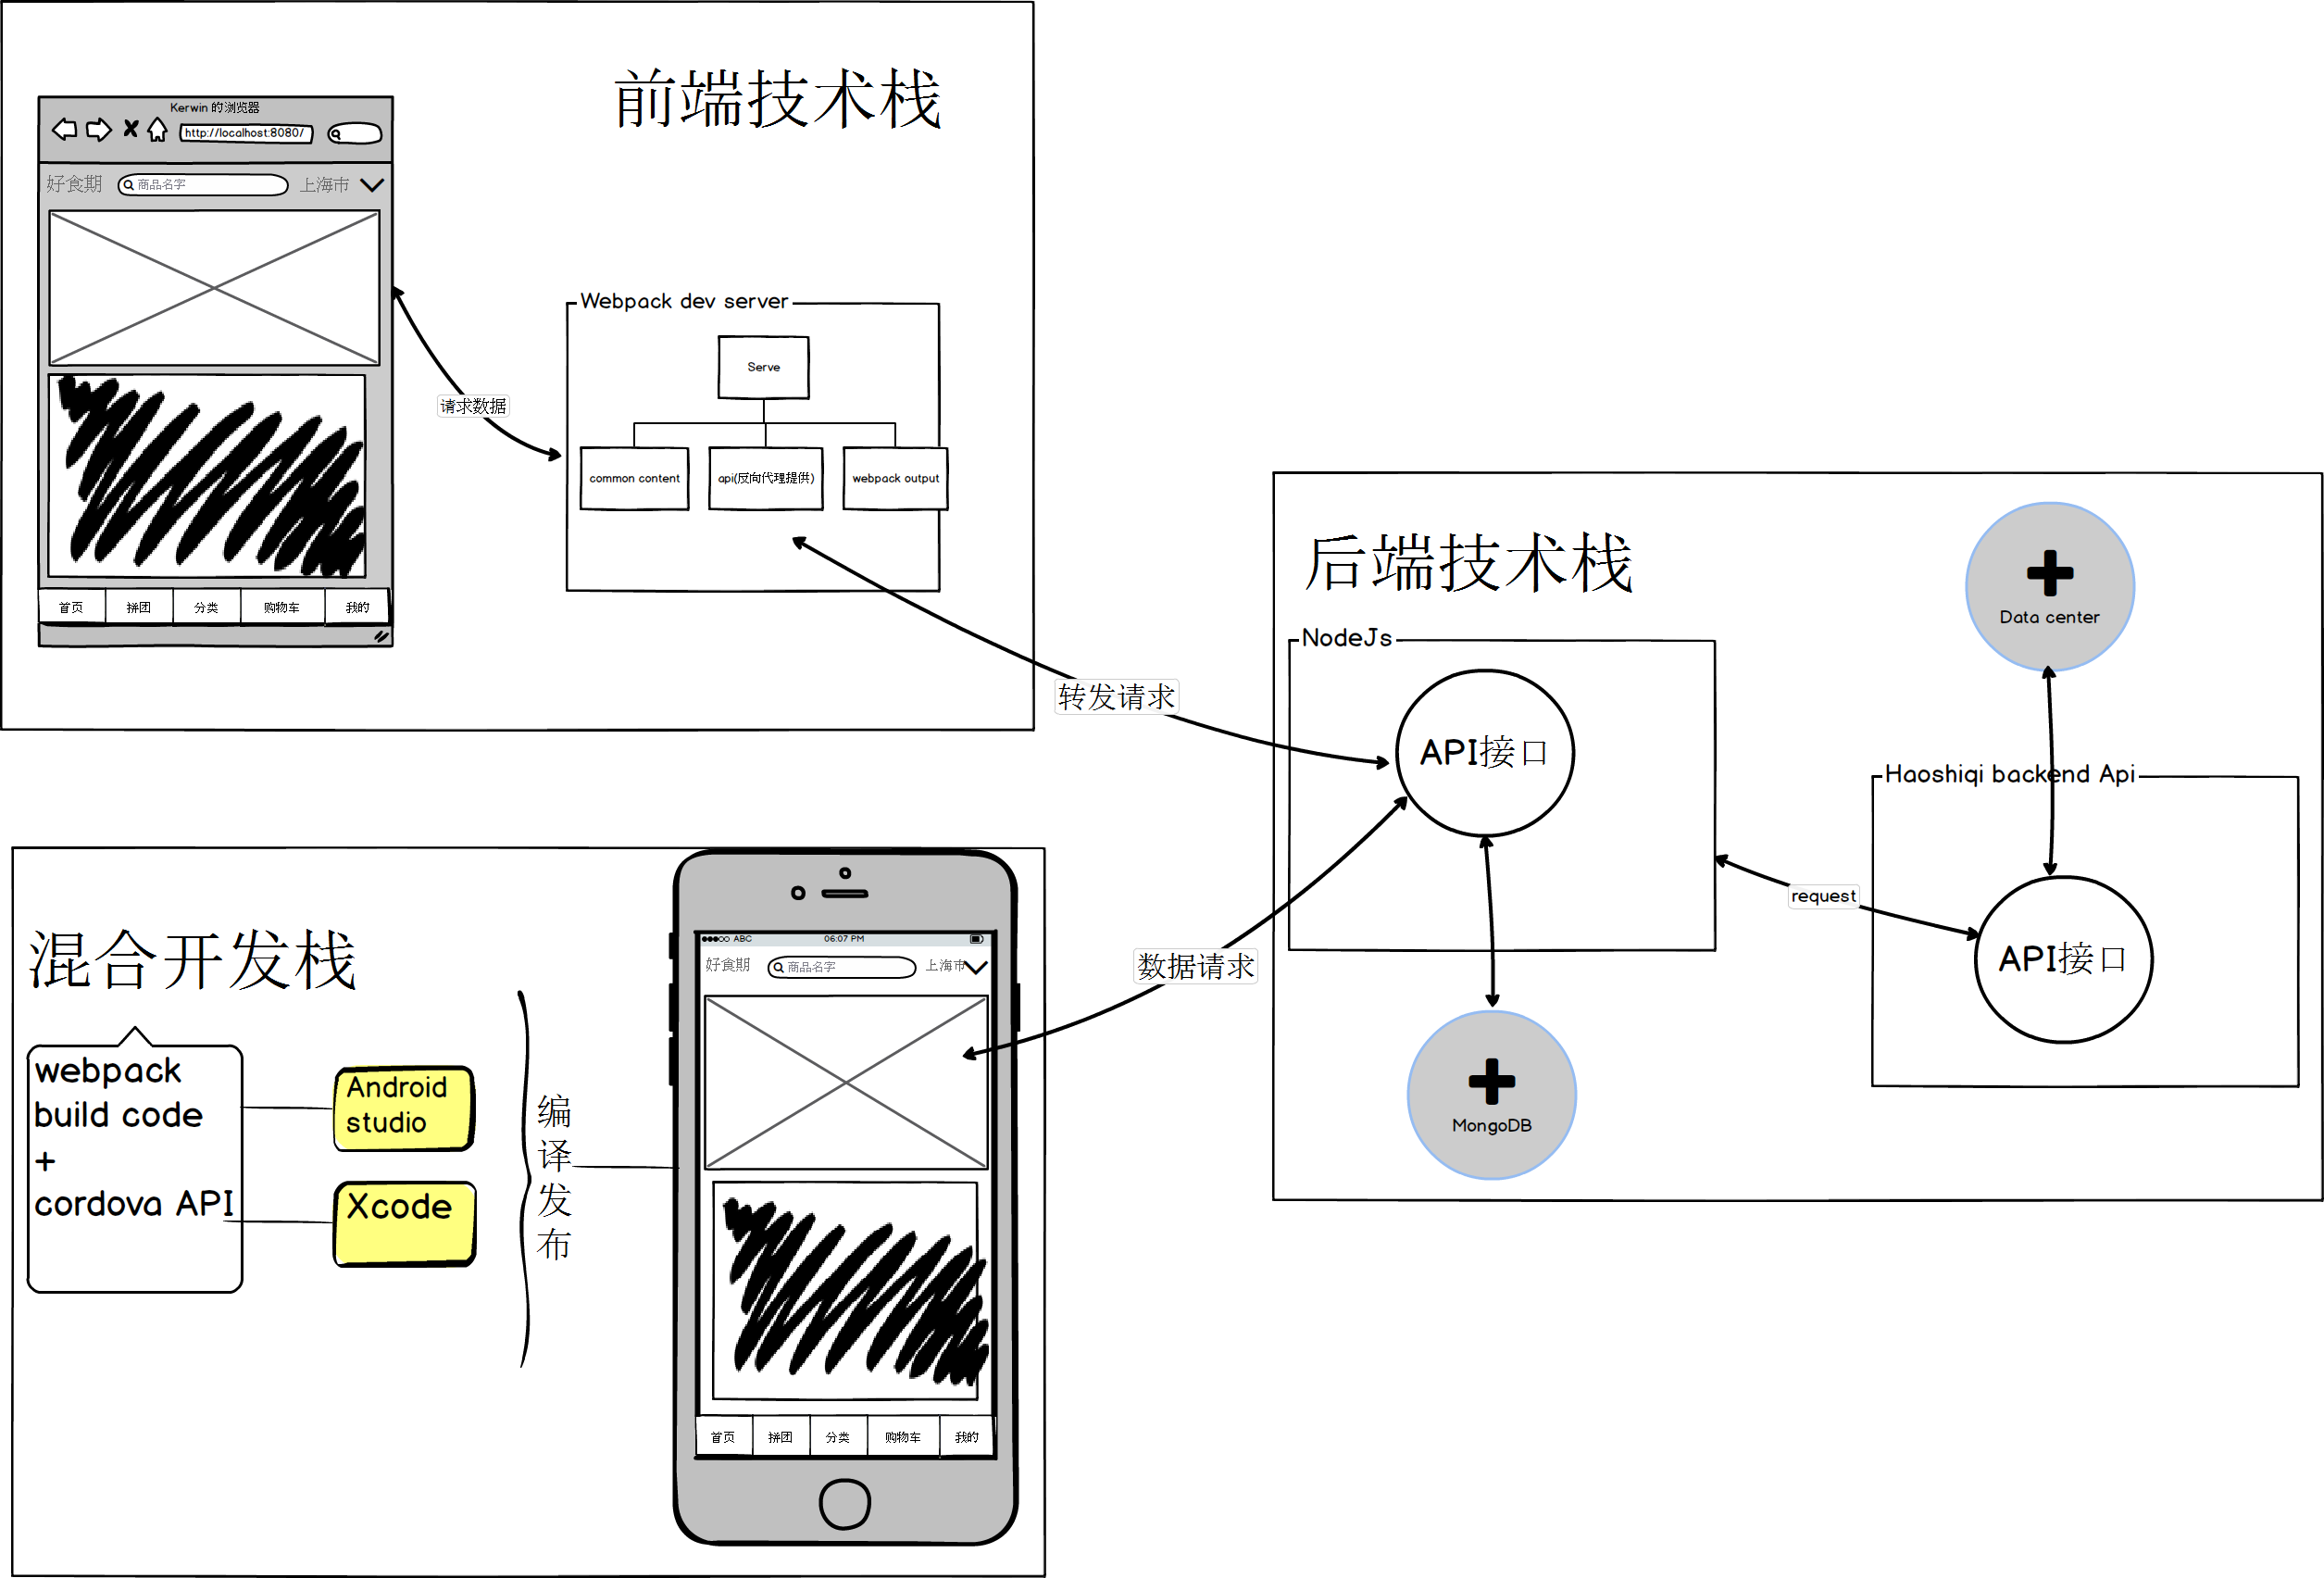 前端技术栈
Kerwin 的浏览器
http://localhost:8080/
好食期
商品名字
上海市
首页
拼团
分类
购物车
我的
请求数据
Webpack dev server
Serve
common content
api(反向代理提供)
webpack output
转发请求
后端技术栈
NodeJs
API接口
MongoDB
Data center
Haoshiqi backend Api
API接口
request
数据请求
混合开发栈
webpack
build code
+
cordova API
Android
studio
Xcode
编
译
发
布
ABC
06:07 PM
好食期
商品名字
上海市
首页
拼团
分类
购物车
我的